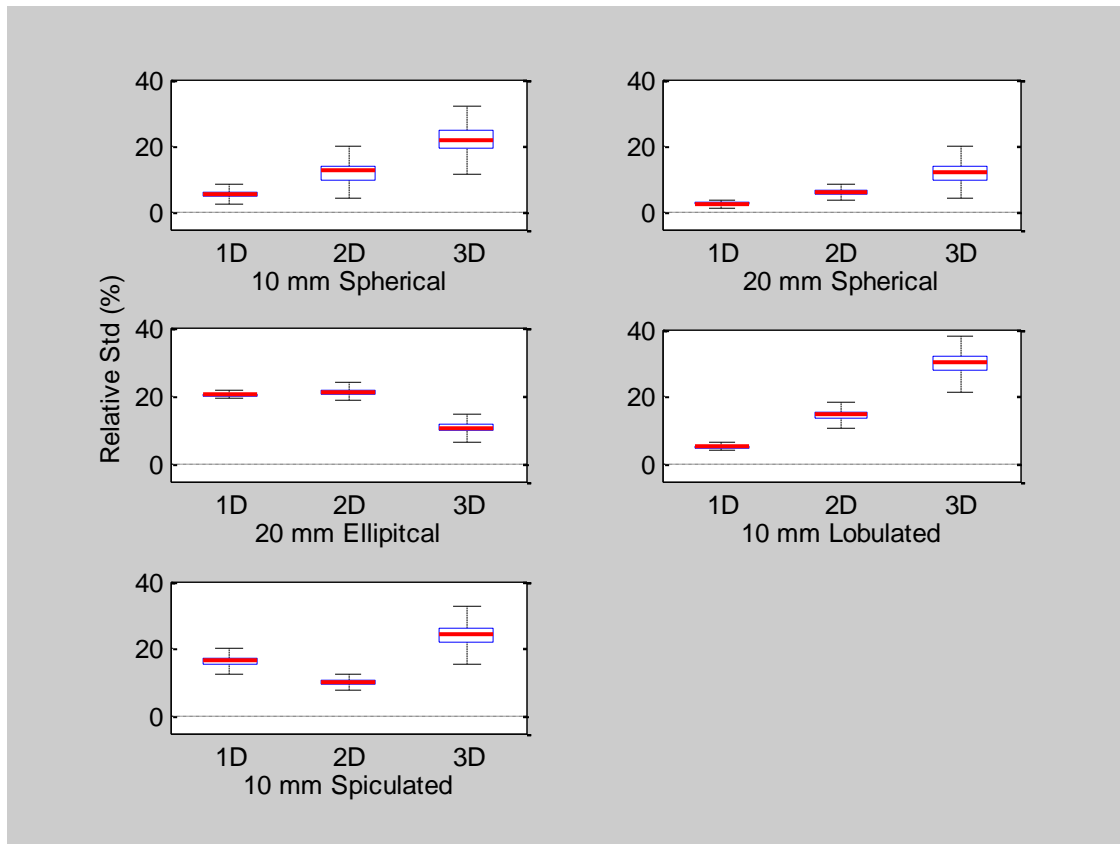 40
20
0
1D 2D 3D
10 mm Spherical
40
20
0
1D 2D 3D
20 mm Spherical
Relative Std (%)
40
20
0
1D 2D 3D
20 mm Ellipitcal
40
20
0
1D 2D 3D
10 mm Lobulated
40
20
0
1D 2D 3D
10 mm Spiculated